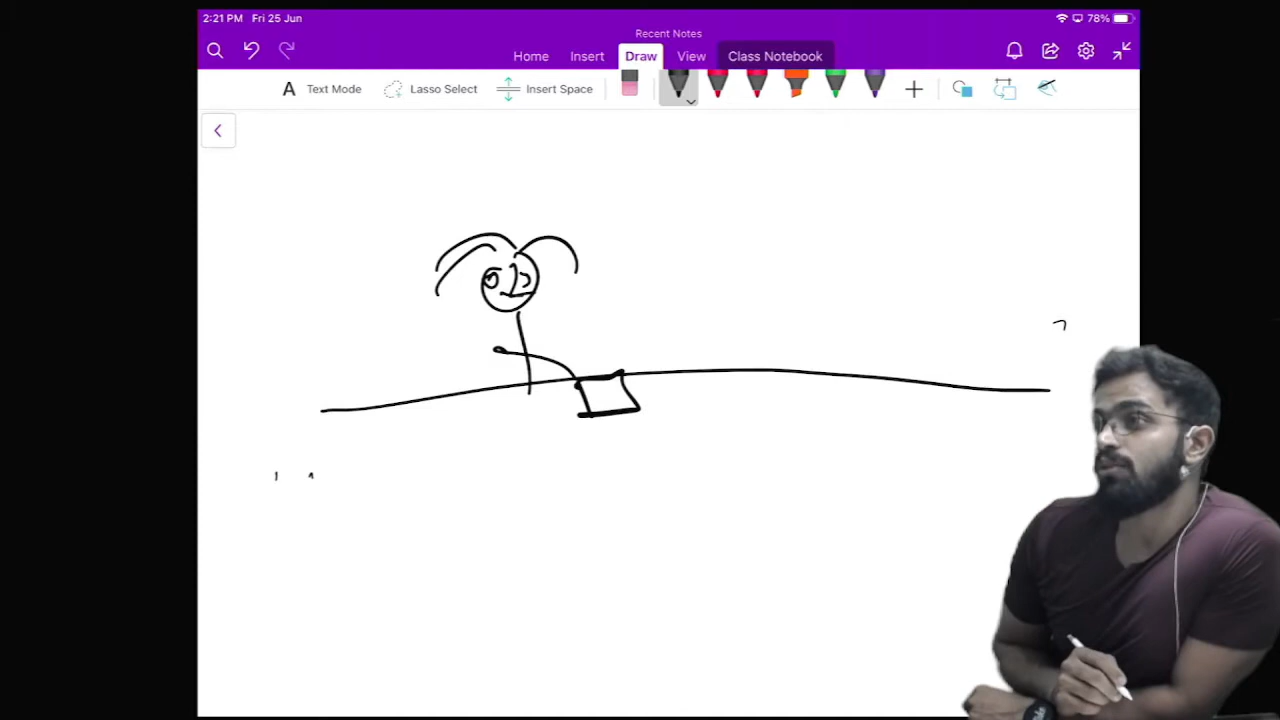 2:21 PM Fri 25 Jun
78%
Recent Notes
Home Insert Draw View Class Notebook
A Text Mode Lasso Select Insert Space